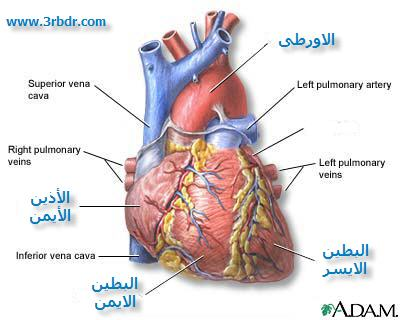 www.3rbdr.com
الاورطى
Superior vena
cava
Left pulmonary artery
Right pulmonary
veins
Left pulmonary
veins
الأذين
الأيمن
Inferior vena cava
البطين
الايمن
البطين
الايسر
ADAM.